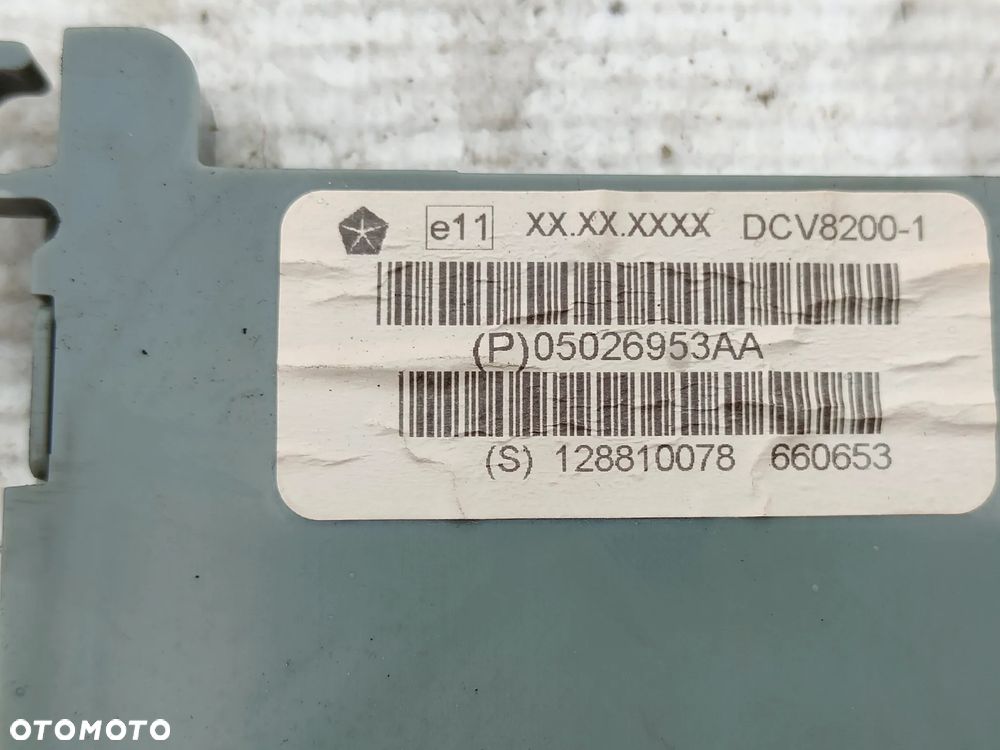 e11 XX.XX.XXXX DCV8200-1
(P)05026953AA
(S) 128810078 660653
OTOMOTO